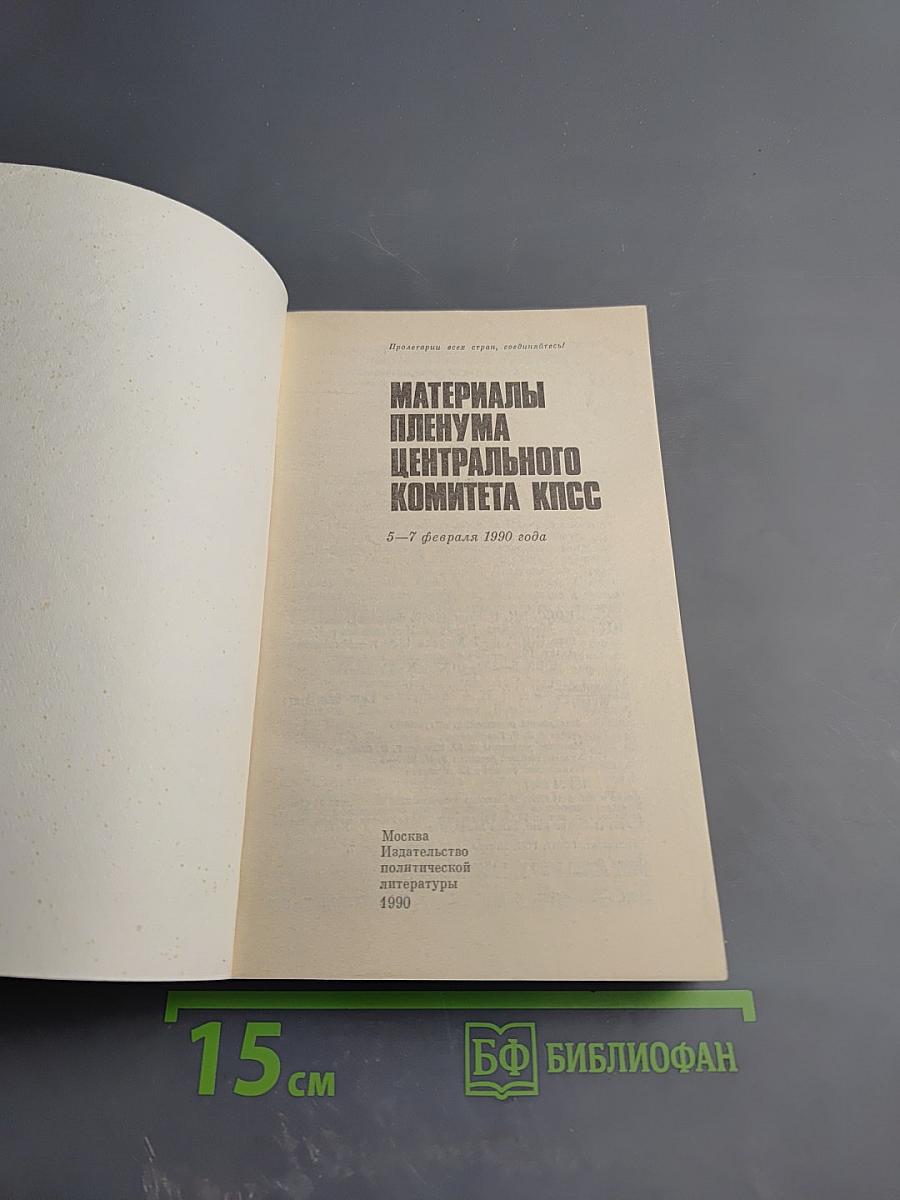 Пролетарии всех стран, соединяйтесь!
МАТЕРИАЛЫ
ПЛЕНУМА
ЦЕНТРАЛЬНОГО
КОМИТЕТА КПСС
5—7 февраля 1990 года
Москва
Издательство
политической
литературы
1990
15 см
БФ БИБЛИОФАН